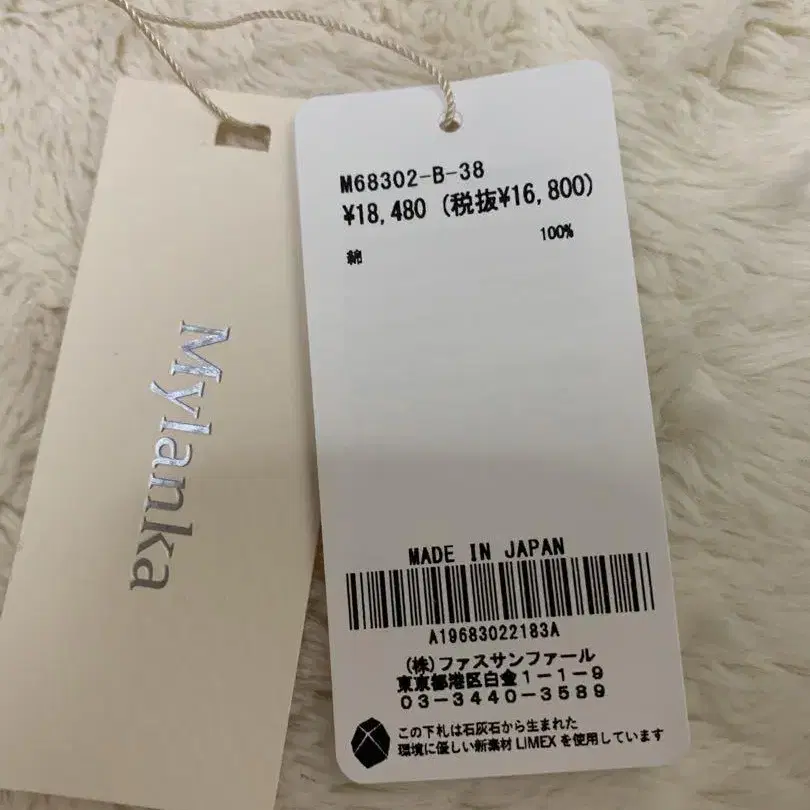 Mylanka
M68302-B-38
¥18,480 (税抜¥16,800)
綿 100%
MADE IN JAPAN
A19683022183A
(株)ファスサンファール
東京都港区白金1-1-9
03-3440-3589
この下札は石灰石から生まれた
環境に優しい新素材 LIMEX を使用しています